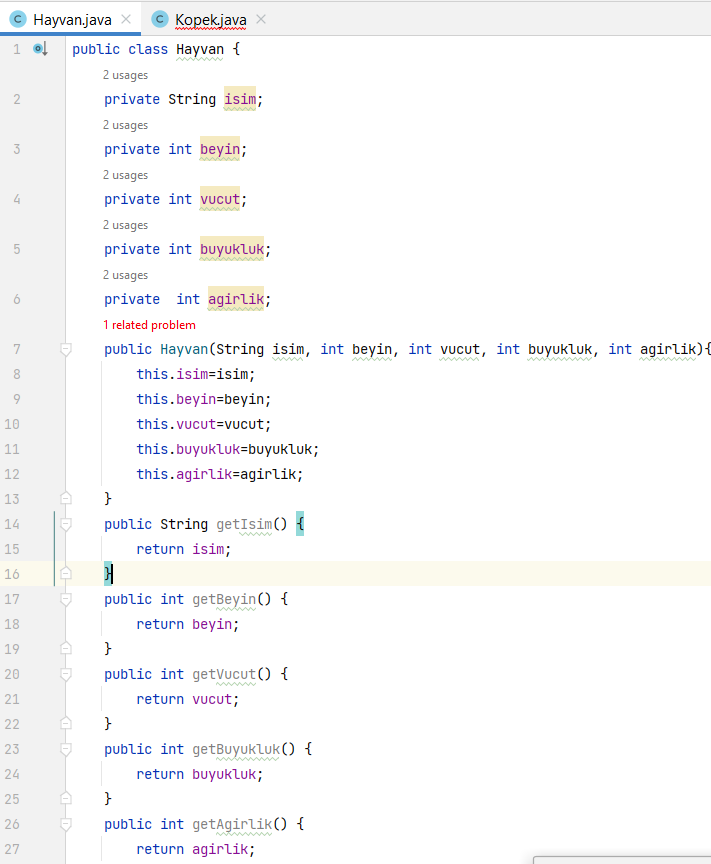 Hayvan.java Kopek.java
1 public class Hayvan {
2 usages
2 private String isim;
2 usages
3 private int beyin;
2 usages
4 private int vucut;
2 usages
5 private int buyukluk;
2 usages
6 private  int agirlik;
1 related problem
7 public Hayvan(String isim, int beyin, int vucut, int buyukluk, int agirlik){
8 this.isim=isim;
9 this.beyin=beyin;
10 this.vucut=vucut;
11 this.buyukluk=buyukluk;
12 this.agirlik=agirlik;
13 }
14 public String getIsim() {
15 return isim;
16 }
17 public int getBeyin() {
18 return beyin;
19 }
20 public int getVucut() {
21 return vucut;
22 }
23 public int getBuyukluk() {
24 return buyukluk;
25 }
26 public int getAgirlik() {
27 return agirlik;